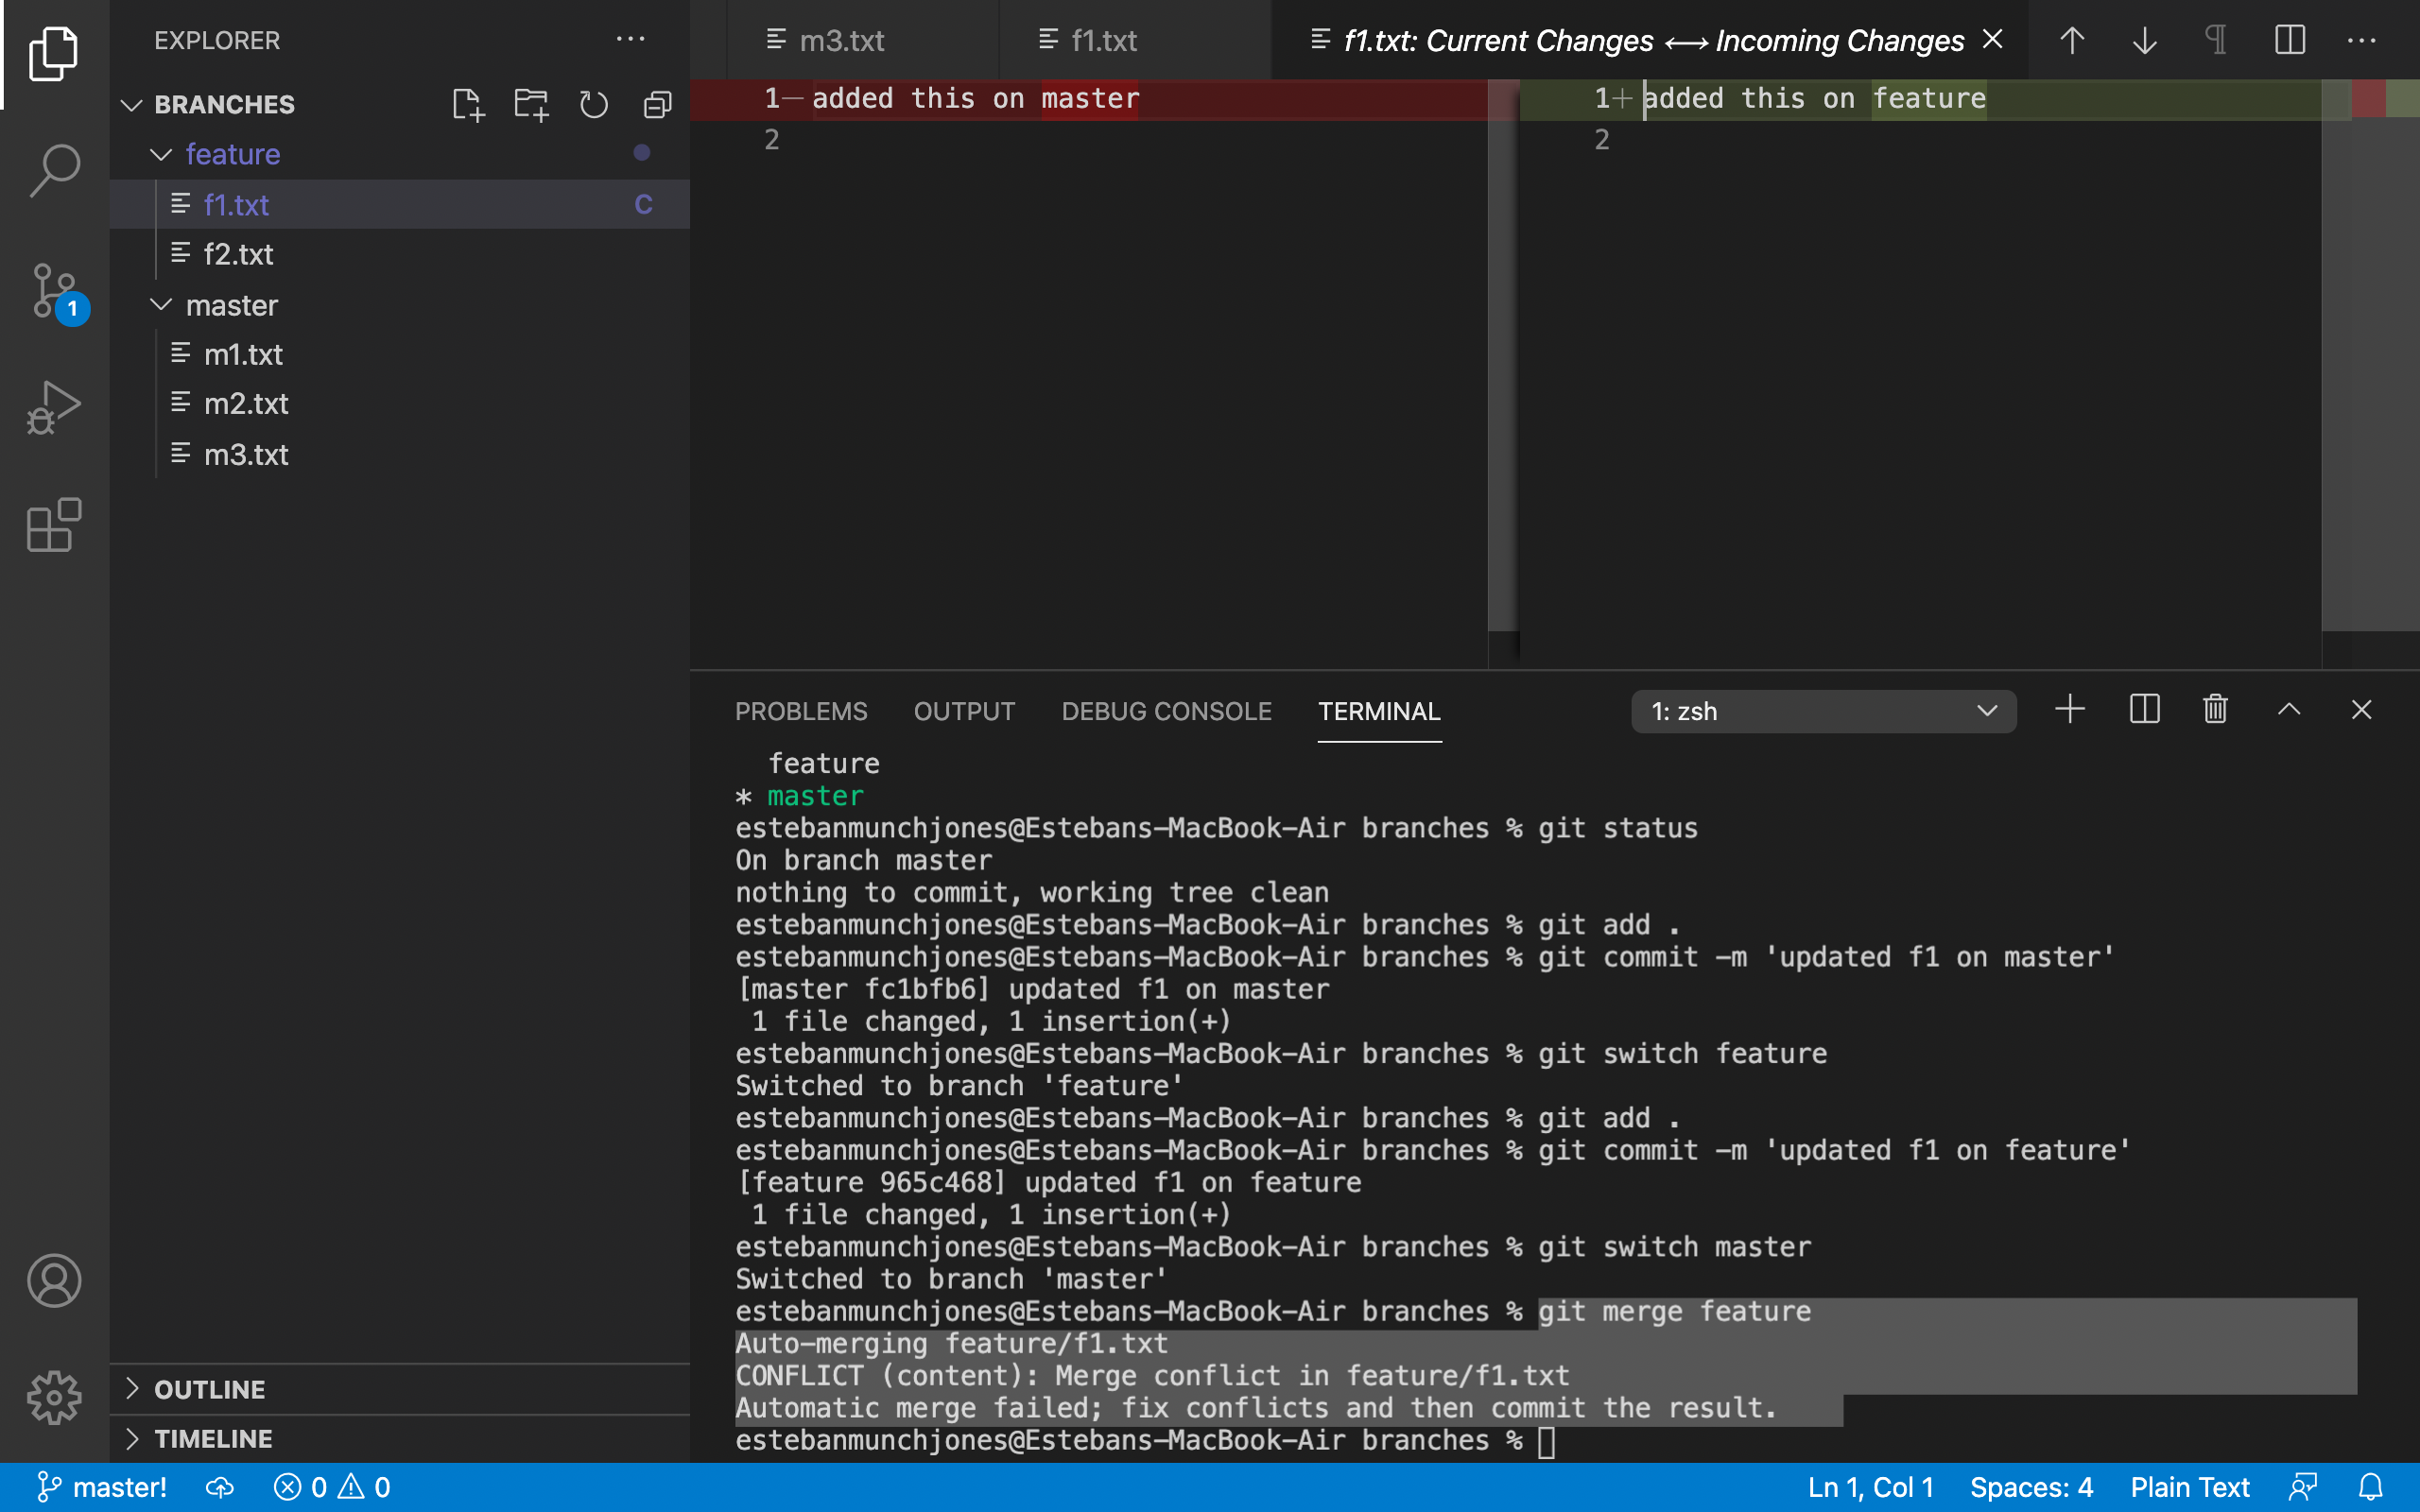 EXPLORER
BRANCHES
feature
f1.txt C
f2.txt
master
m1.txt
m2.txt
m3.txt
1
OUTLINE
TIMELINE
m3.txt f1.txt f1.txt: Current Changes ⟷ Incoming Changes
1— added this on master
2
1+ added this on feature
2
PROBLEMS OUTPUT DEBUG CONSOLE TERMINAL 1: zsh
feature
* master
estebanmunchjones@Estebans-MacBook-Air branches % git status
On branch master
nothing to commit, working tree clean
estebanmunchjones@Estebans-MacBook-Air branches % git add .
estebanmunchjones@Estebans-MacBook-Air branches % git commit -m 'updated f1 on master'
[master fc1bfb6] updated f1 on master
1 file changed, 1 insertion(+)
estebanmunchjones@Estebans-MacBook-Air branches % git switch feature
Switched to branch 'feature'
estebanmunchjones@Estebans-MacBook-Air branches % git add .
estebanmunchjones@Estebans-MacBook-Air branches % git commit -m 'updated f1 on feature'
[feature 965c468] updated f1 on feature
1 file changed, 1 insertion(+)
estebanmunchjones@Estebans-MacBook-Air branches % git switch master
Switched to branch 'master'
estebanmunchjones@Estebans-MacBook-Air branches % git merge feature
Auto-merging feature/f1.txt
CONFLICT (content): Merge conflict in feature/f1.txt
Automatic merge failed; fix conflicts and then commit the result.
estebanmunchjones@Estebans-MacBook-Air branches %
master! 0 0 Ln 1, Col 1 Spaces: 4 Plain Text